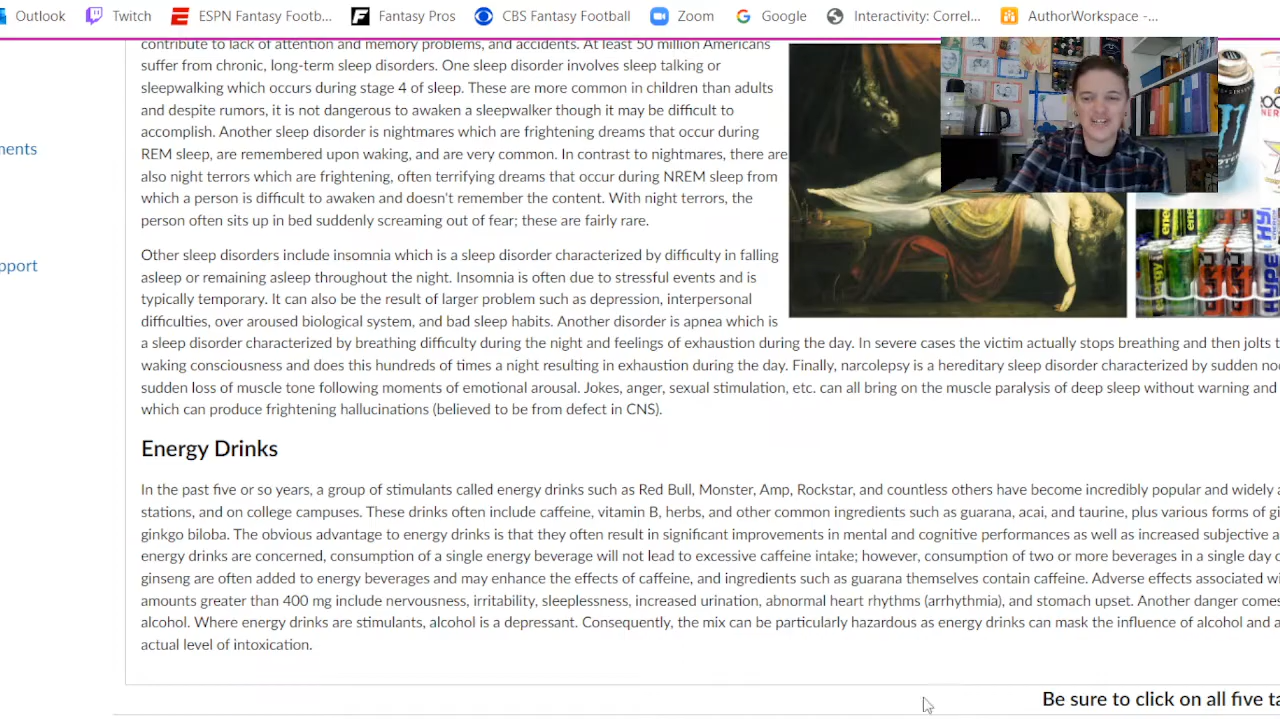 Outlook Twitch ESPN Fantasy Footb... Fantasy Pros CBS Fantasy Football Zoom Google Interactivity: Correl... AuthorWorkspace -...
contribute to lack of attention and memory problems, and accidents. At least 50 million Americans
suffer from chronic, long-term sleep disorders. One sleep disorder involves sleep talking or
sleepwalking which occurs during stage 4 of sleep. These are more common in children than adults
and despite rumors, it is not dangerous to awaken a sleepwalker though it may be difficult to
accomplish. Another sleep disorder is nightmares which are frightening dreams that occur during
REM sleep, are remembered upon waking, and are very common. In contrast to nightmares, there are
also night terrors which are frightening, often terrifying dreams that occur during NREM sleep from
which a person is difficult to awaken and doesn't remember the content. With night terrors, the
person often sits up in bed suddenly screaming out of fear; these are fairly rare.
ments
pport
Other sleep disorders include insomnia which is a sleep disorder characterized by difficulty in falling
asleep or remaining asleep throughout the night. Insomnia is often due to stressful events and is
typically temporary. It can also be the result of larger problem such as depression, interpersonal
difficulties, over aroused biological system, and bad sleep habits. Another disorder is apnea which is
a sleep disorder characterized by breathing difficulty during the night and feelings of exhaustion during the day. In severe cases the victim actually stops breathing and then jolts t
waking consciousness and does this hundreds of times a night resulting in exhaustion during the day. Finally, narcolepsy is a hereditary sleep disorder characterized by sudden no
sudden loss of muscle tone following moments of emotional arousal. Jokes, anger, sexual stimulation, etc. can all bring on the muscle paralysis of deep sleep without warning and
which can produce frightening hallucinations (believed to be from defect in CNS).
Energy Drinks
In the past five or so years, a group of stimulants called energy drinks such as Red Bull, Monster, Amp, Rockstar, and countless others have become incredibly popular and widely a
stations, and on college campuses. These drinks often include caffeine, vitamin B, herbs, and other common ingredients such as guarana, acai, and taurine, plus various forms of gi
ginkgo biloba. The obvious advantage to energy drinks is that they often result in significant improvements in mental and cognitive performances as well as increased subjective a
energy drinks are concerned, consumption of a single energy beverage will not lead to excessive caffeine intake; however, consumption of two or more beverages in a single day c
ginseng are often added to energy beverages and may enhance the effects of caffeine, and ingredients such as guarana themselves contain caffeine. Adverse effects associated wi
amounts greater than 400 mg include nervousness, irritability, sleeplessness, increased urination, abnormal heart rhythms (arrhythmia), and stomach upset. Another danger comes
alcohol. Where energy drinks are stimulants, alcohol is a depressant. Consequently, the mix can be particularly hazardous as energy drinks can mask the influence of alcohol and a
actual level of intoxication.
Be sure to click on all five ta